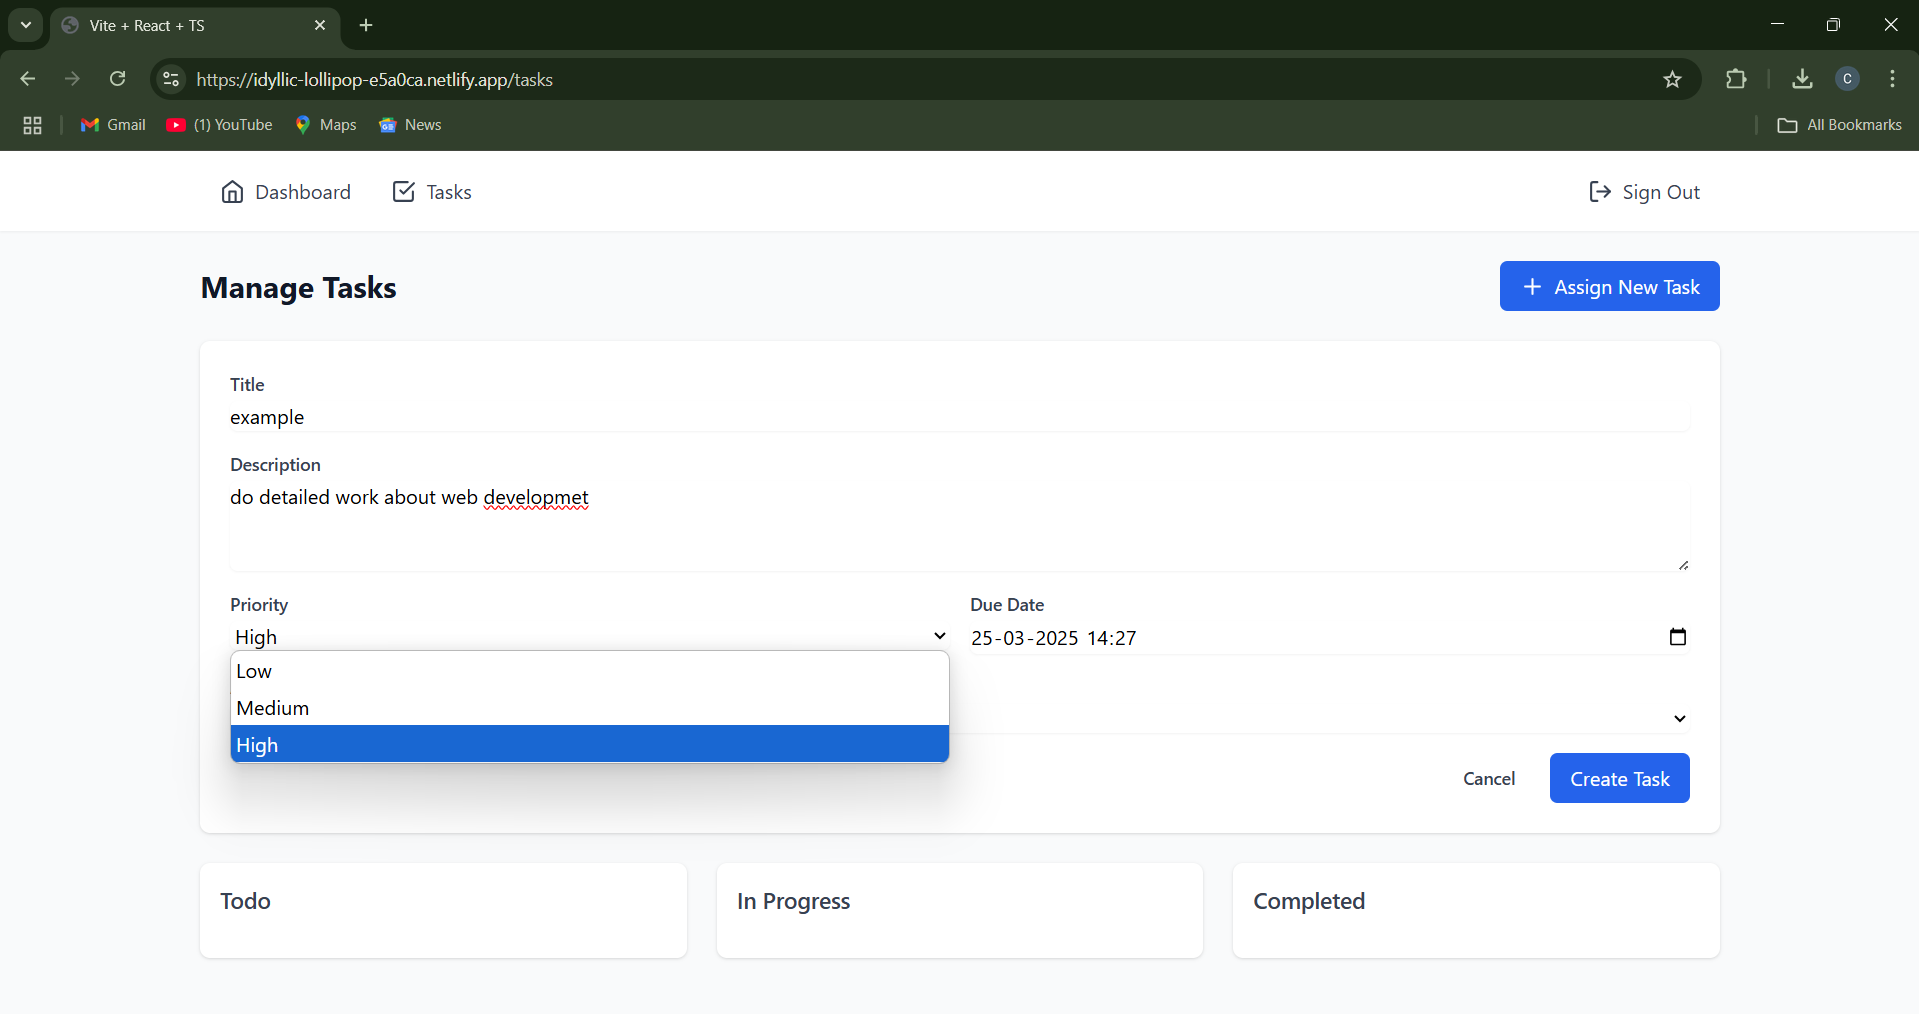 Vite + React + TS
https://idyllic-lollipop-e5a0ca.netlify.app/tasks
C
Gmail
(1) YouTube
Maps
News
All Bookmarks
Dashboard
Tasks
Sign Out
Manage Tasks
Assign New Task
Title
example
Description
do detailed work about web developmet
Priority
Due Date
High
25-03-2025 14:27
Low
Medium
High
Cancel
Create Task
Todo
In Progress
Completed